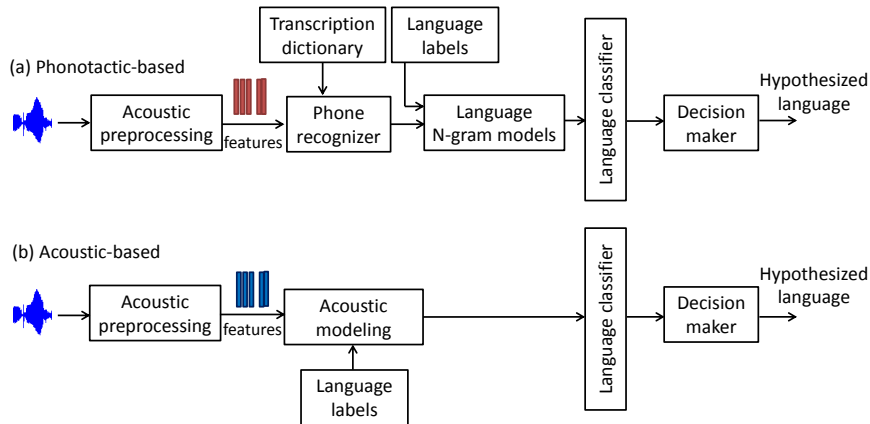 Transcription
dictionary
Language
labels
(a) Phonotactic-based
Acoustic
preprocessing
features
Phone
recognizer
Language
N-gram models
Language classifier
Decision
maker
Hypothesized
language
(b) Acoustic-based
Acoustic
preprocessing
features
Acoustic
modeling
Language
labels
Language classifier
Decision
maker
Hypothesized
language